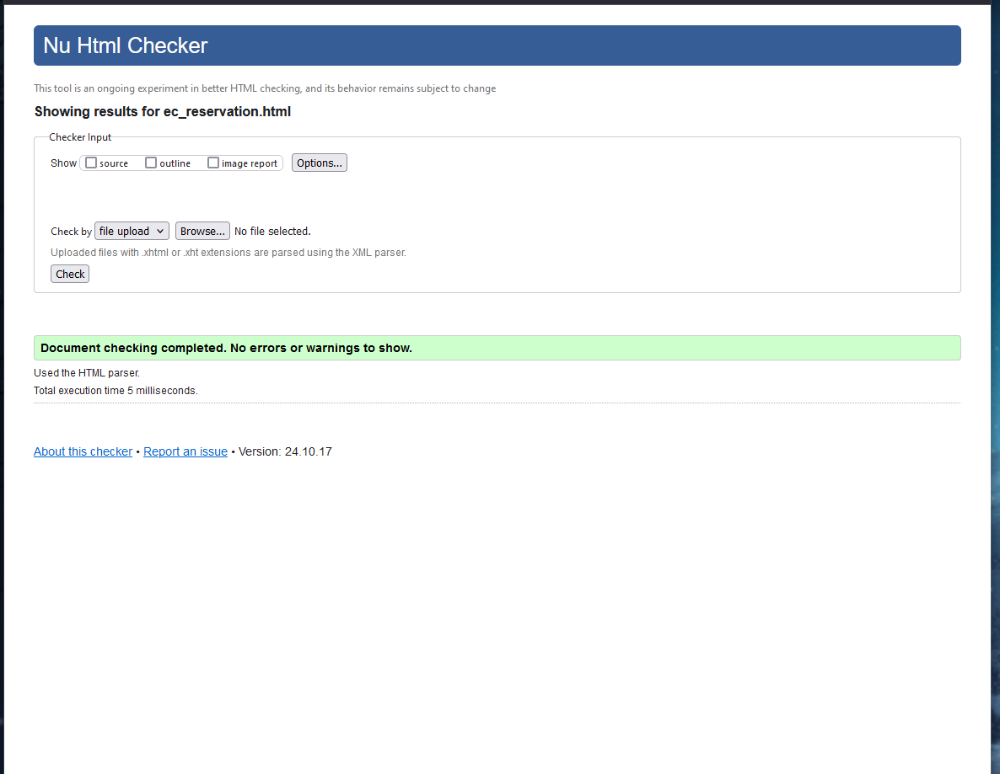 Nu Html Checker
This tool is an ongoing experiment in better HTML checking, and its behavior remains subject to change
Showing results for ec_reservation.html
Checker Input
Show source outline image report Options...
Check by file upload Browse... No file selected.
Uploaded files with .xhtml or .xht extensions are parsed using the XML parser.
Check
Document checking completed. No errors or warnings to show.
Used the HTML parser.
Total execution time 5 milliseconds.
About this checker • Report an issue • Version: 24.10.17